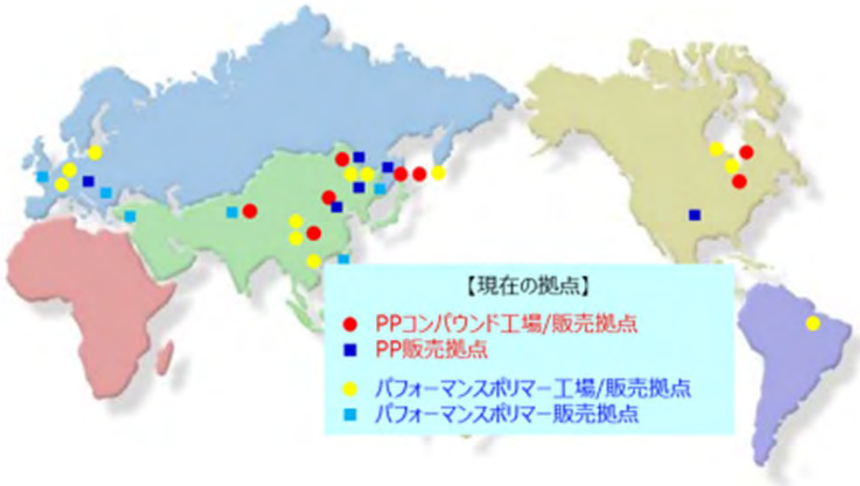 【現在の拠点】
PPコンパウンド工場/販売拠点
PP販売拠点
パフォーマンスポリマー工場/販売拠点
パフォーマンスポリマー販売拠点